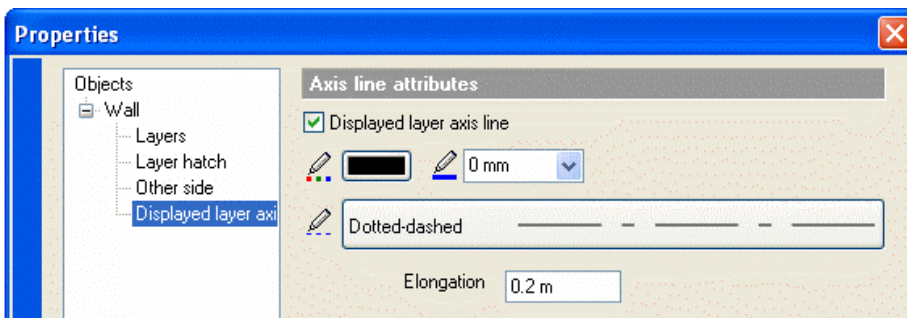 Properties
Objects
Wall
Layers
Layer hatch
Other side
Displayed layer axi
Axis line attributes
Displayed layer axis line
0 mm
Dotted-dashed
Elongation 0.2 m